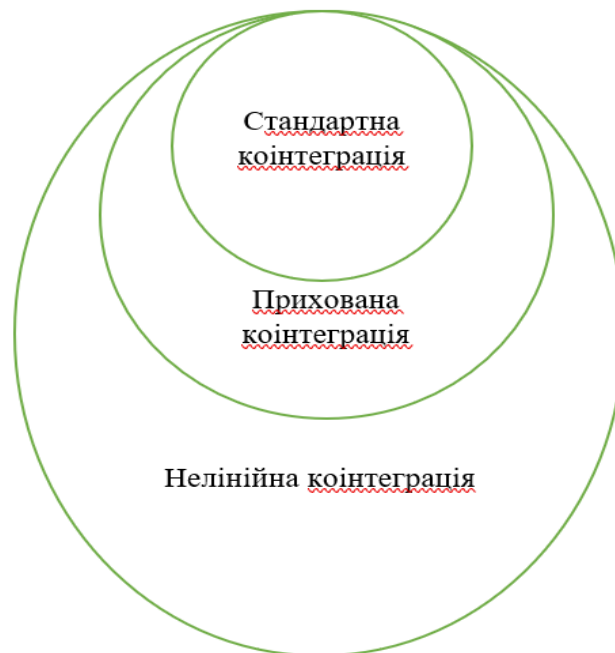 Стандартна
коінтеграція
Прихована
коінтеграція
Нелінійна коінтеграція